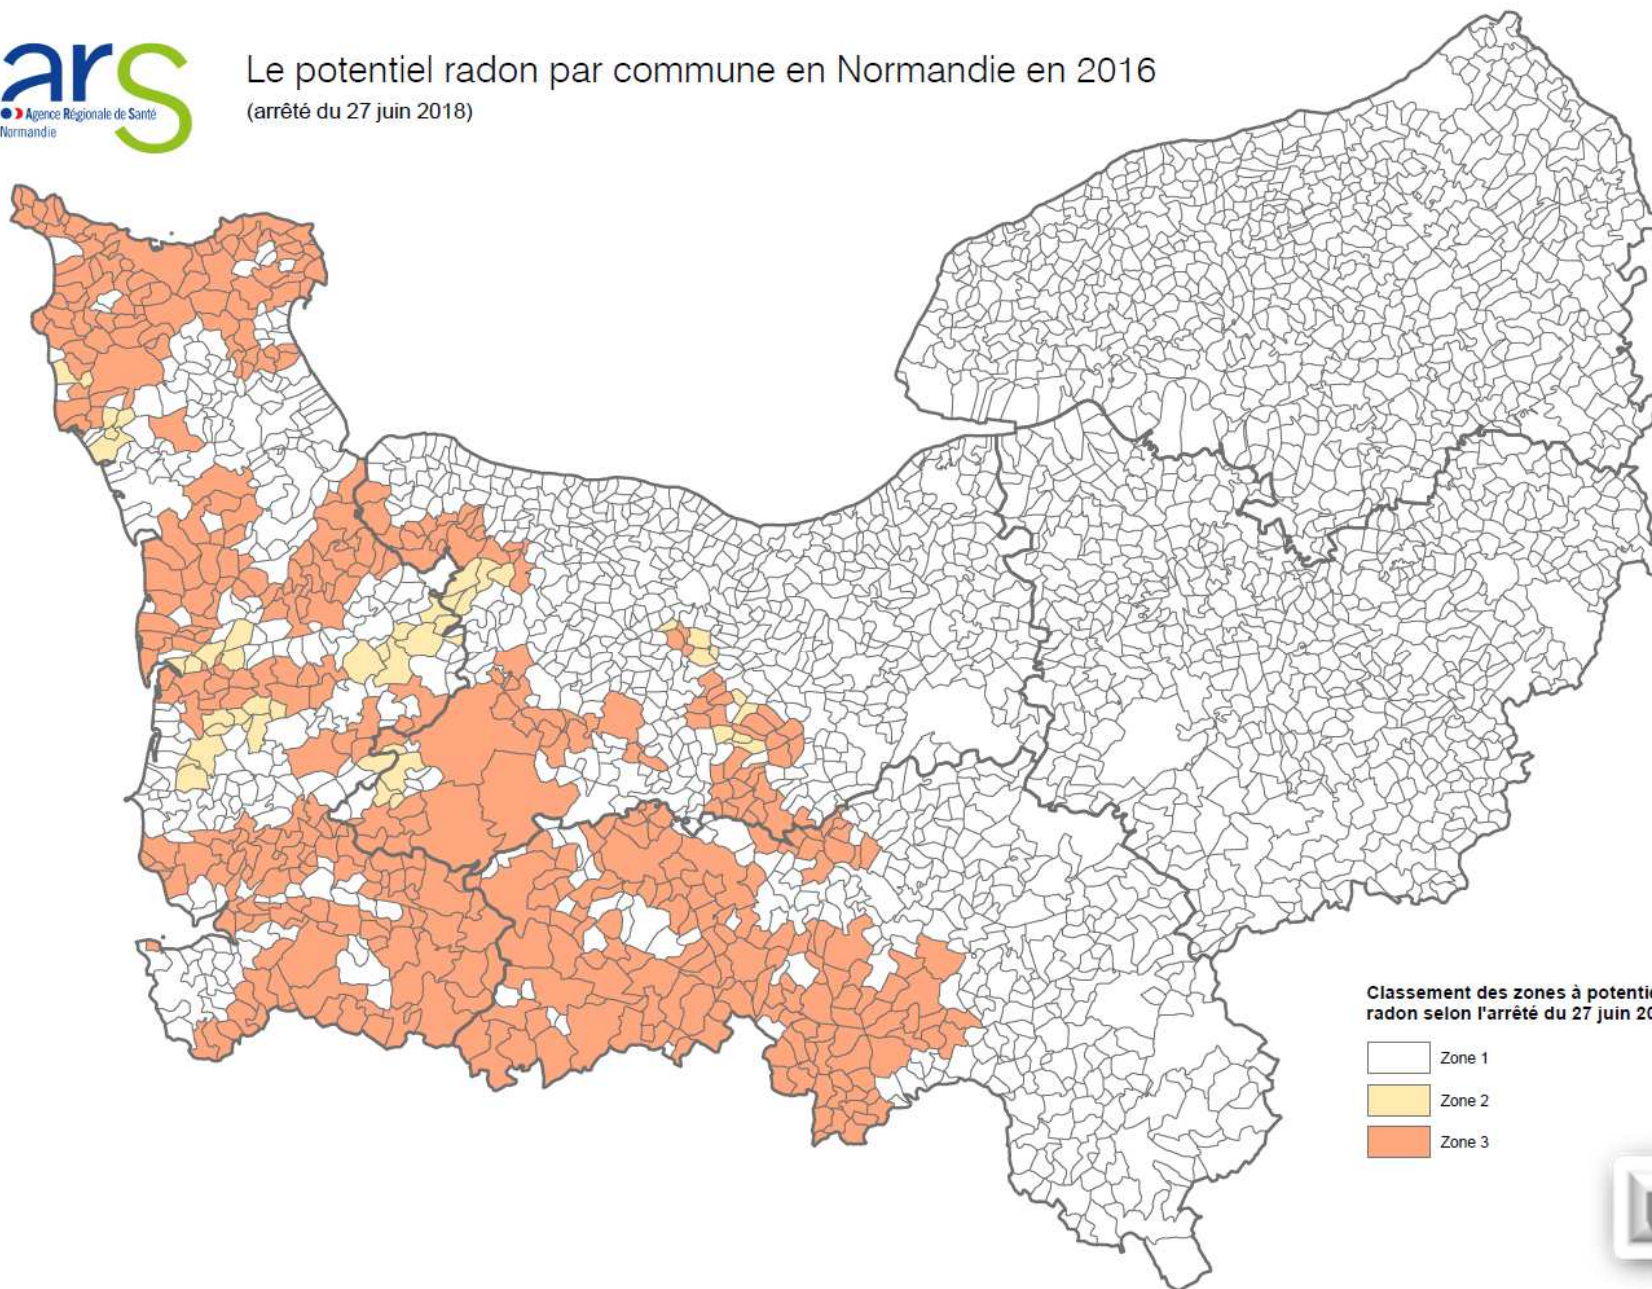 ars
Agence Régionale de Santé
Normandie
Le potentiel radon par commune en Normandie en 2016
(arrêté du 27 juin 2018)
Classement des zones à potentie
radon selon l'arrêté du 27 juin 20
Zone 1
Zone 2
Zone 3